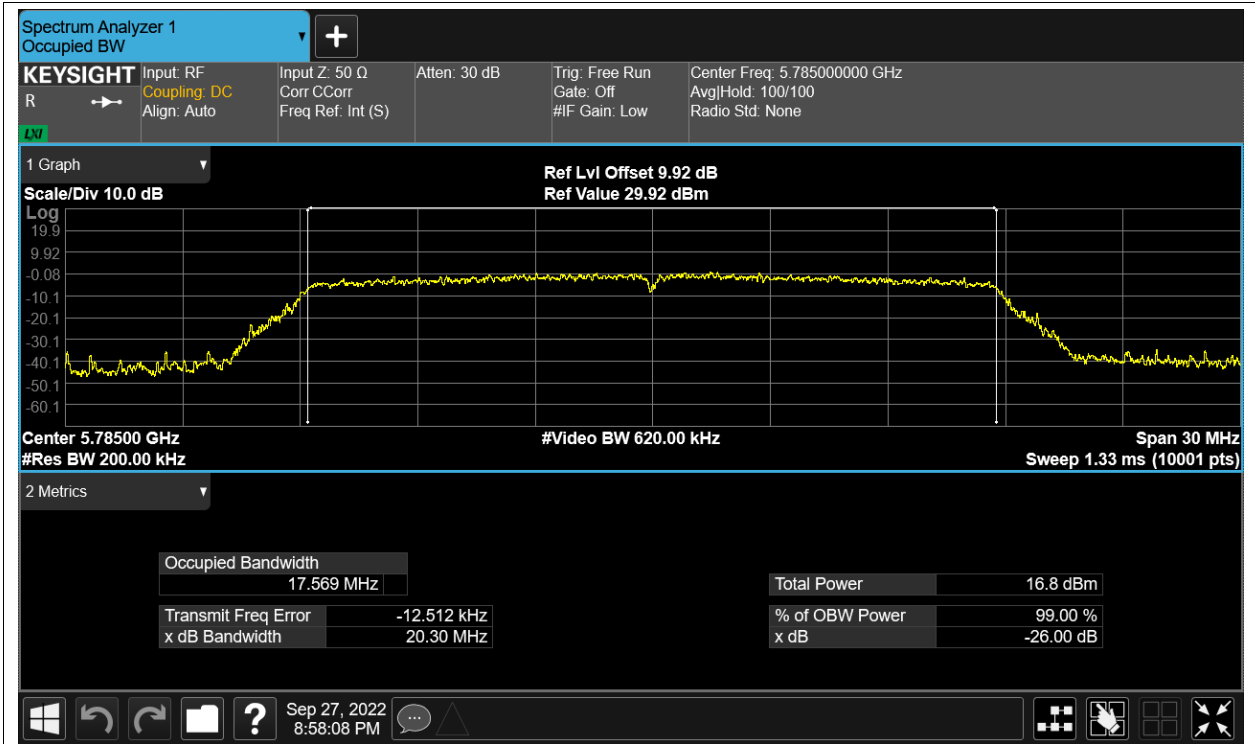 Spectrum Analyzer 1
Occupied BW
KEYSIGHT
R
LXI
Input: RF
Coupling: DC
Align: Auto
Input Z: 50 Ω
Corr CCorr
Freq Ref: Int (S)
Atten: 30 dB
Trig: Free Run
Gate: Off
#IF Gain: Low
Center Freq: 5.785000000 GHz
Avg|Hold: 100/100
Radio Std: None
1 Graph
Scale/Div 10.0 dB
Ref Lvl Offset 9.92 dB
Ref Value 29.92 dBm
Log
19.9
9.92
-0.08
-10.1
-20.1
-30.1
-40.1
-50.1
-60.1
Center 5.78500 GHz
#Video BW 620.00 kHz
Span 30 MHz
#Res BW 200.00 kHz
Sweep 1.33 ms (10001 pts)
2 Metrics
Occupied Bandwidth
17.569 MHz
Transmit Freq Error -12.512 kHz
x dB Bandwidth 20.30 MHz
Total Power 16.8 dBm
% of OBW Power 99.00 %
x dB -26.00 dB
?
Sep 27, 2022
8:58:08 PM